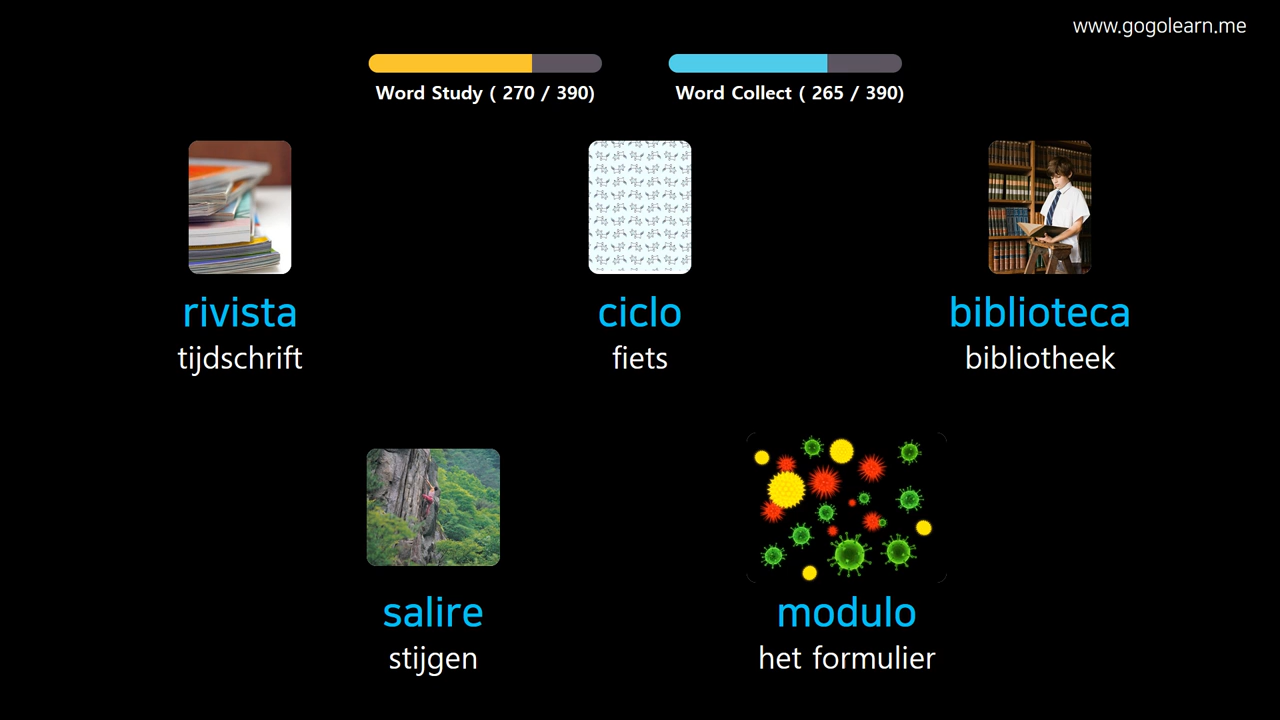 www.gogolearn.me
Word Study ( 270 / 390)
Word Collect ( 265 / 390)
rivista
tijdschrift
ciclo
fiets
biblioteca
bibliotheek
salire
stijgen
modulo
het formulier